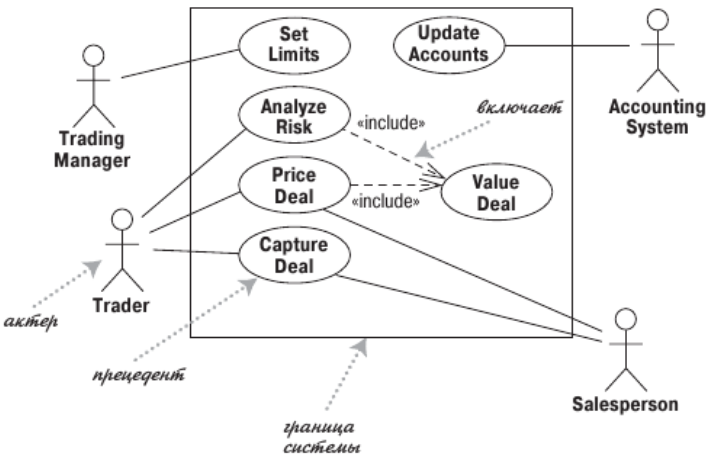 Set
Limits
Update
Accounts
Trading
Manager
Accounting
System
Analyze
Risk
«include»
включает
Price
Deal
«include»
Value
Deal
Capture
Deal
Trader
актер
прецедент
Salesperson
граница
системы